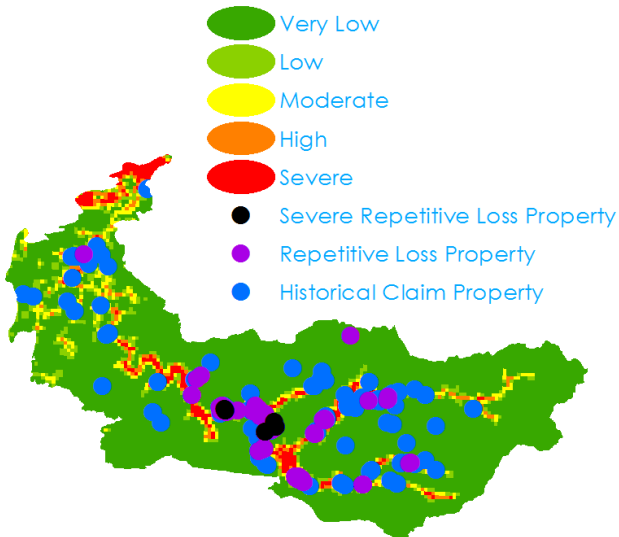 Very Low
Low
Moderate
High
Severe
Severe Repetitive Loss Property
Repetitive Loss Property
Historical Claim Property